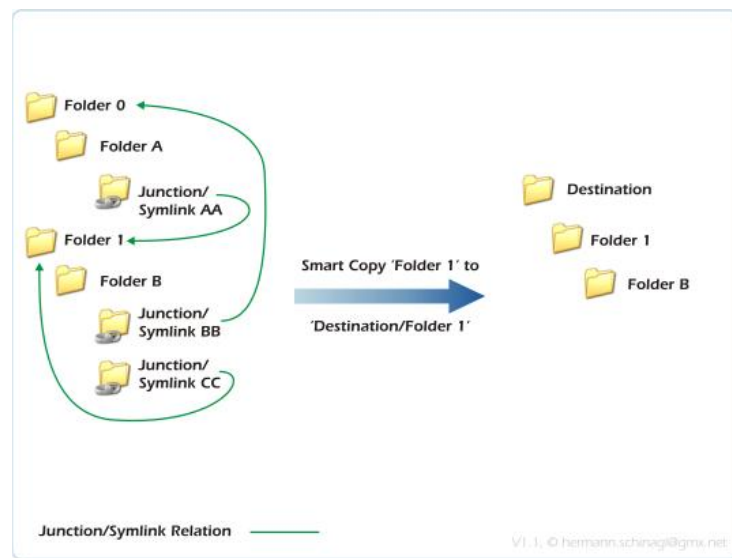 Folder 0
Folder A
Junction/
Symlink AA
Folder 1
Folder B
Junction/
Symlink BB
Junction/
Symlink CC
Smart Copy 'Folder 1' to
'Destination/Folder 1'
Destination
Folder 1
Folder B
Junction/Symlink Relation
V1.1, © hermann.schinagl@gmx.net